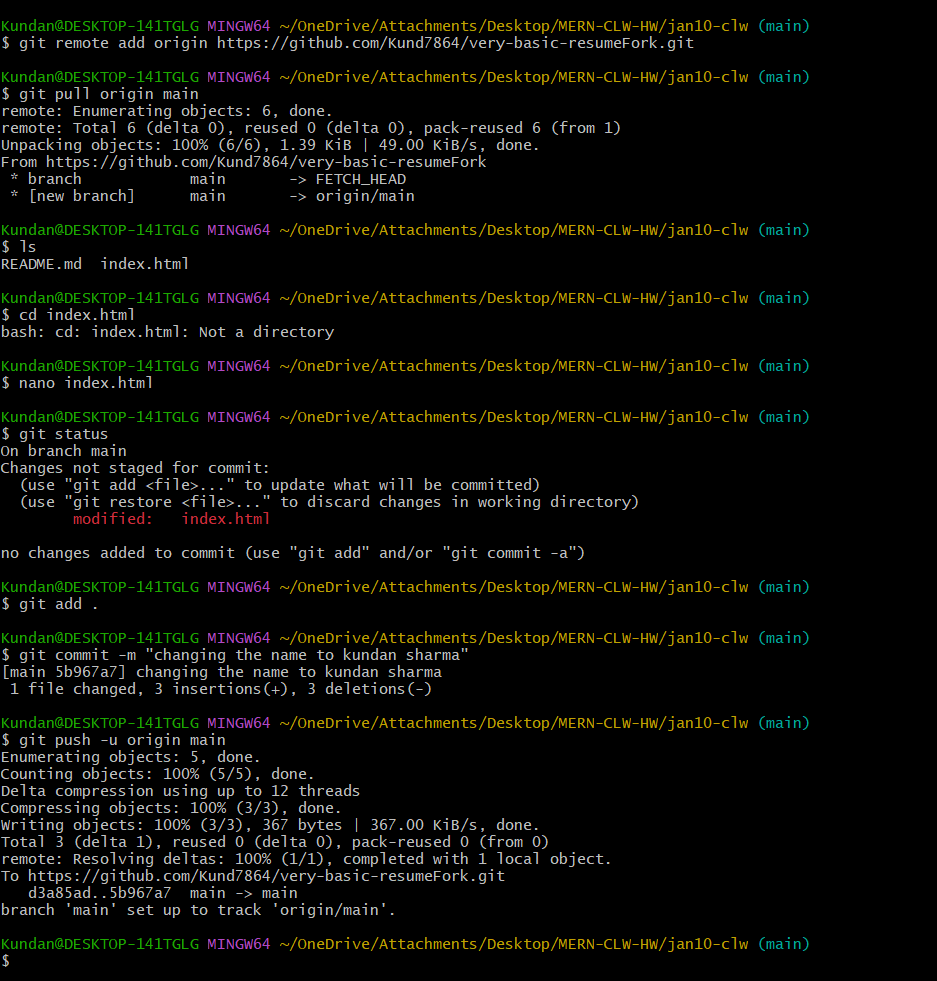 Kundan@DESKTOP-141TGLG MINGW64 ~/OneDrive/Attachments/Desktop/MERN-CLW-HW/jan10-clw (main)
$ git remote add origin https://github.com/Kund7864/very-basic-resumeFork.git
Kundan@DESKTOP-141TGLG MINGW64 ~/OneDrive/Attachments/Desktop/MERN-CLW-HW/jan10-clw (main)
$ git pull origin main
remote: Enumerating objects: 6, done.
remote: Total 6 (delta 0), reused 0 (delta 0), pack-reused 6 (from 1)
Unpacking objects: 100% (6/6), 1.39 KiB | 49.00 KiB/s, done.
From https://github.com/Kund7864/very-basic-resumeFork
 * branch            main       -> FETCH_HEAD
 * [new branch]      main       -> origin/main
Kundan@DESKTOP-141TGLG MINGW64 ~/OneDrive/Attachments/Desktop/MERN-CLW-HW/jan10-clw (main)
$ ls
README.md  index.html
Kundan@DESKTOP-141TGLG MINGW64 ~/OneDrive/Attachments/Desktop/MERN-CLW-HW/jan10-clw (main)
$ cd index.html
bash: cd: index.html: Not a directory
Kundan@DESKTOP-141TGLG MINGW64 ~/OneDrive/Attachments/Desktop/MERN-CLW-HW/jan10-clw (main)
$ nano index.html
Kundan@DESKTOP-141TGLG MINGW64 ~/OneDrive/Attachments/Desktop/MERN-CLW-HW/jan10-clw (main)
$ git status
On branch main
Changes not staged for commit:
  (use "git add <file>..." to update what will be committed)
  (use "git restore <file>..." to discard changes in working directory)
        modified:   index.html
no changes added to commit (use "git add" and/or "git commit -a")
Kundan@DESKTOP-141TGLG MINGW64 ~/OneDrive/Attachments/Desktop/MERN-CLW-HW/jan10-clw (main)
$ git add .
Kundan@DESKTOP-141TGLG MINGW64 ~/OneDrive/Attachments/Desktop/MERN-CLW-HW/jan10-clw (main)
$ git commit -m "changing the name to kundan sharma"
[main 5b967a7] changing the name to kundan sharma
 1 file changed, 3 insertions(+), 3 deletions(-)
Kundan@DESKTOP-141TGLG MINGW64 ~/OneDrive/Attachments/Desktop/MERN-CLW-HW/jan10-clw (main)
$ git push -u origin main
Enumerating objects: 5, done.
Counting objects: 100% (5/5), done.
Delta compression using up to 12 threads
Compressing objects: 100% (3/3), done.
Writing objects: 100% (3/3), 367 bytes | 367.00 KiB/s, done.
Total 3 (delta 1), reused 0 (delta 0), pack-reused 0 (from 0)
remote: Resolving deltas: 100% (1/1), completed with 1 local object.
To https://github.com/Kund7864/very-basic-resumeFork.git
   d3a85ad..5b967a7  main -> main
branch 'main' set up to track 'origin/main'.
Kundan@DESKTOP-141TGLG MINGW64 ~/OneDrive/Attachments/Desktop/MERN-CLW-HW/jan10-clw (main)
$